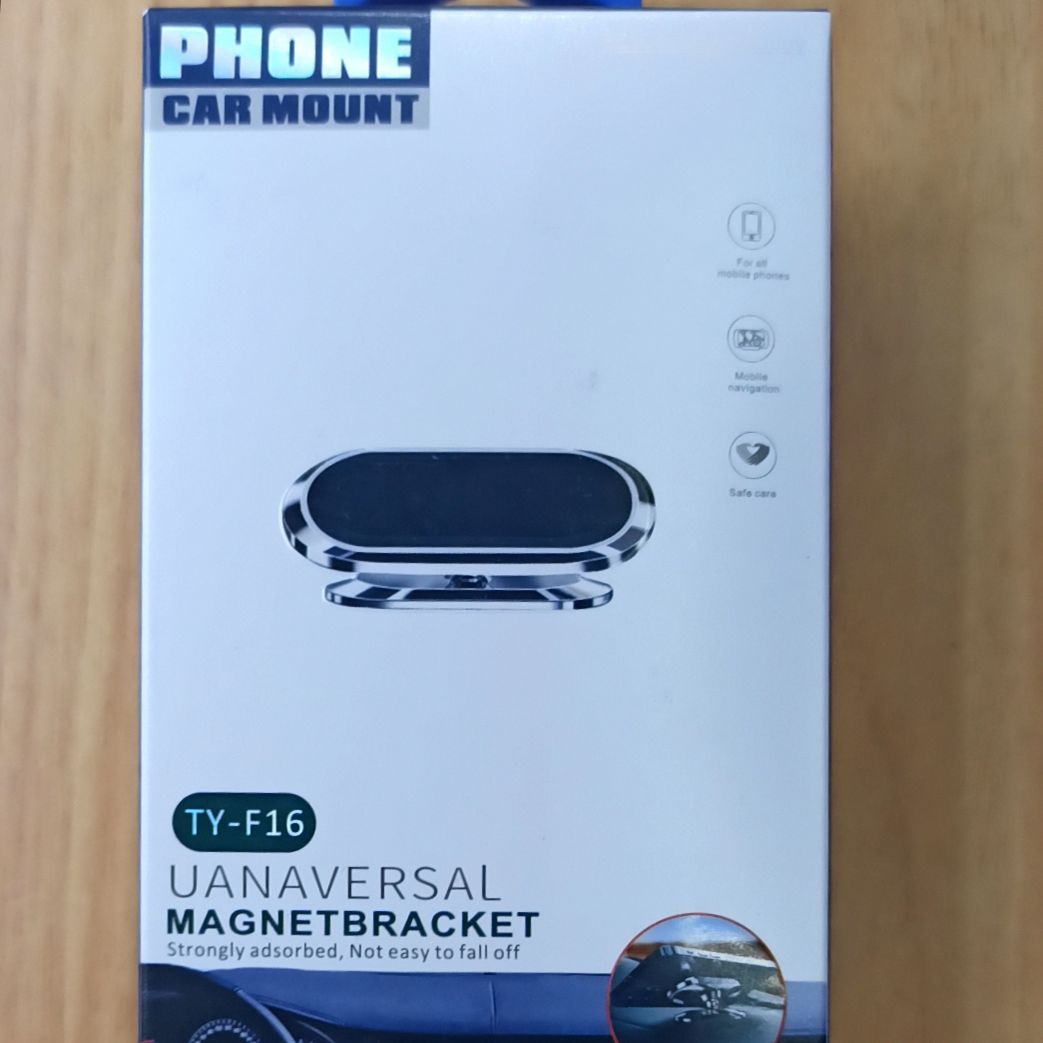 PHONE
CAR MOUNT
For all
mobile phones
Mobile
navigation
Safe care
TY-F16
UANAVERSAL
MAGNETBRACKET
Strongly adsorbed, Not easy to fall off